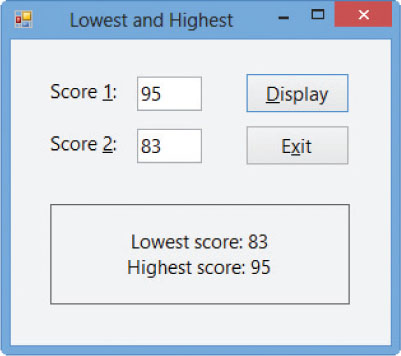 Lowest and Highest
Score 1: 95 Display
Score 2: 83 Exit
Lowest score: 83
Highest score: 95